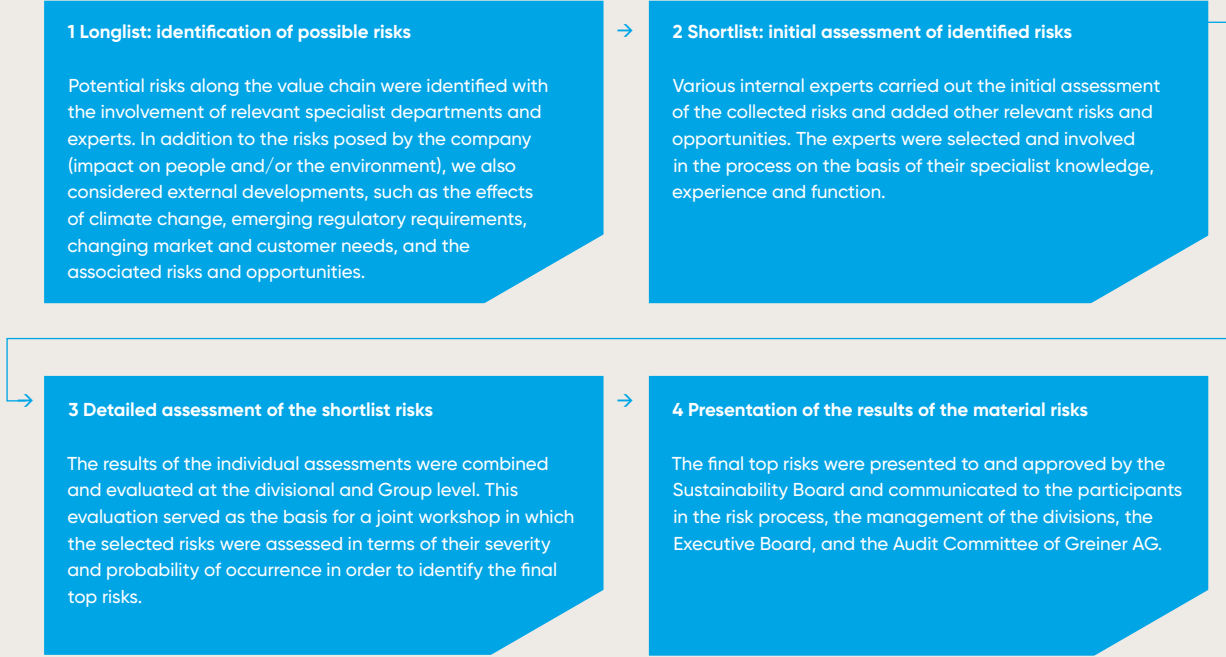 1 Longlist: identification of possible risks
Potential risks along the value chain were identified with
the involvement of relevant specialist departments and
experts. In addition to the risks posed by the company
(impact on people and/or the environment), we also
considered external developments, such as the effects
of climate change, emerging regulatory requirements,
changing market and customer needs, and the
associated risks and opportunities.
2 Shortlist: initial assessment of identified risks
Various internal experts carried out the initial assessment
of the collected risks and added other relevant risks and
opportunities. The experts were selected and involved
in the process on the basis of their specialist knowledge,
experience and function.
3 Detailed assessment of the shortlist risks
The results of the individual assessments were combined
and evaluated at the divisional and Group level. This
evaluation served as the basis for a joint workshop in which
the selected risks were assessed in terms of their severity
and probability of occurrence in order to identify the final
top risks.
4 Presentation of the results of the material risks
The final top risks were presented to and approved by the
Sustainability Board and communicated to the participants
in the risk process, the management of the divisions, the
Executive Board, and the Audit Committee of Greiner AG.